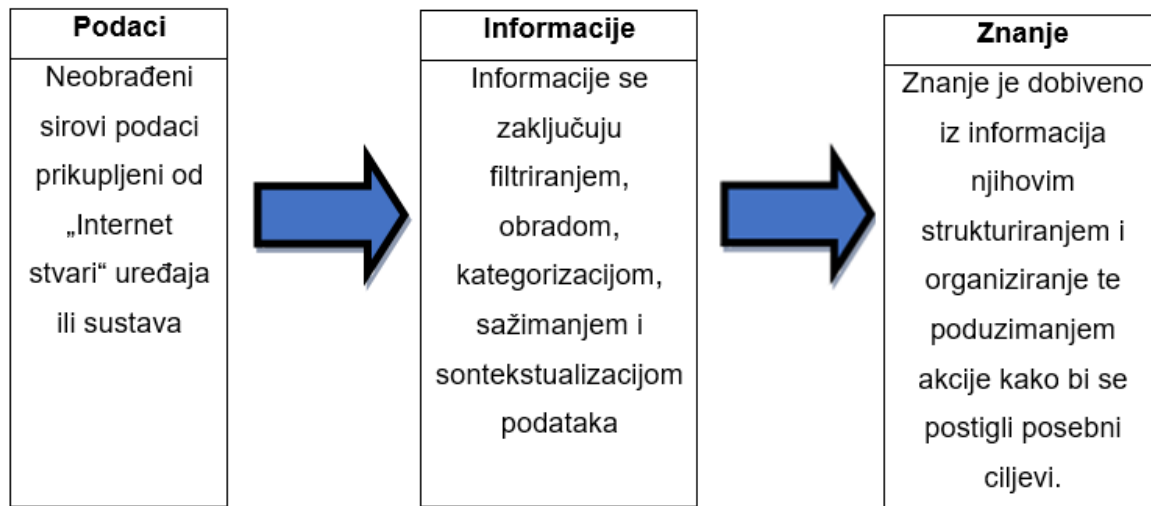 Podaci
Neobrađeni
sirovi podaci
prikupljeni od
„Internet
stvari“ uređaja
ili sustava
Informacije
Informacije se
zaključuju
filtriranjem,
obradom,
kategorizacijom,
sažimanjem i
sontekstualizacijom
podataka
Znanje
Znanje je dobiveno
iz informacija
njihovim
strukturiranjem i
organiziranje te
poduzimanjem
akcije kako bi se
postigli posebni
ciljevi.